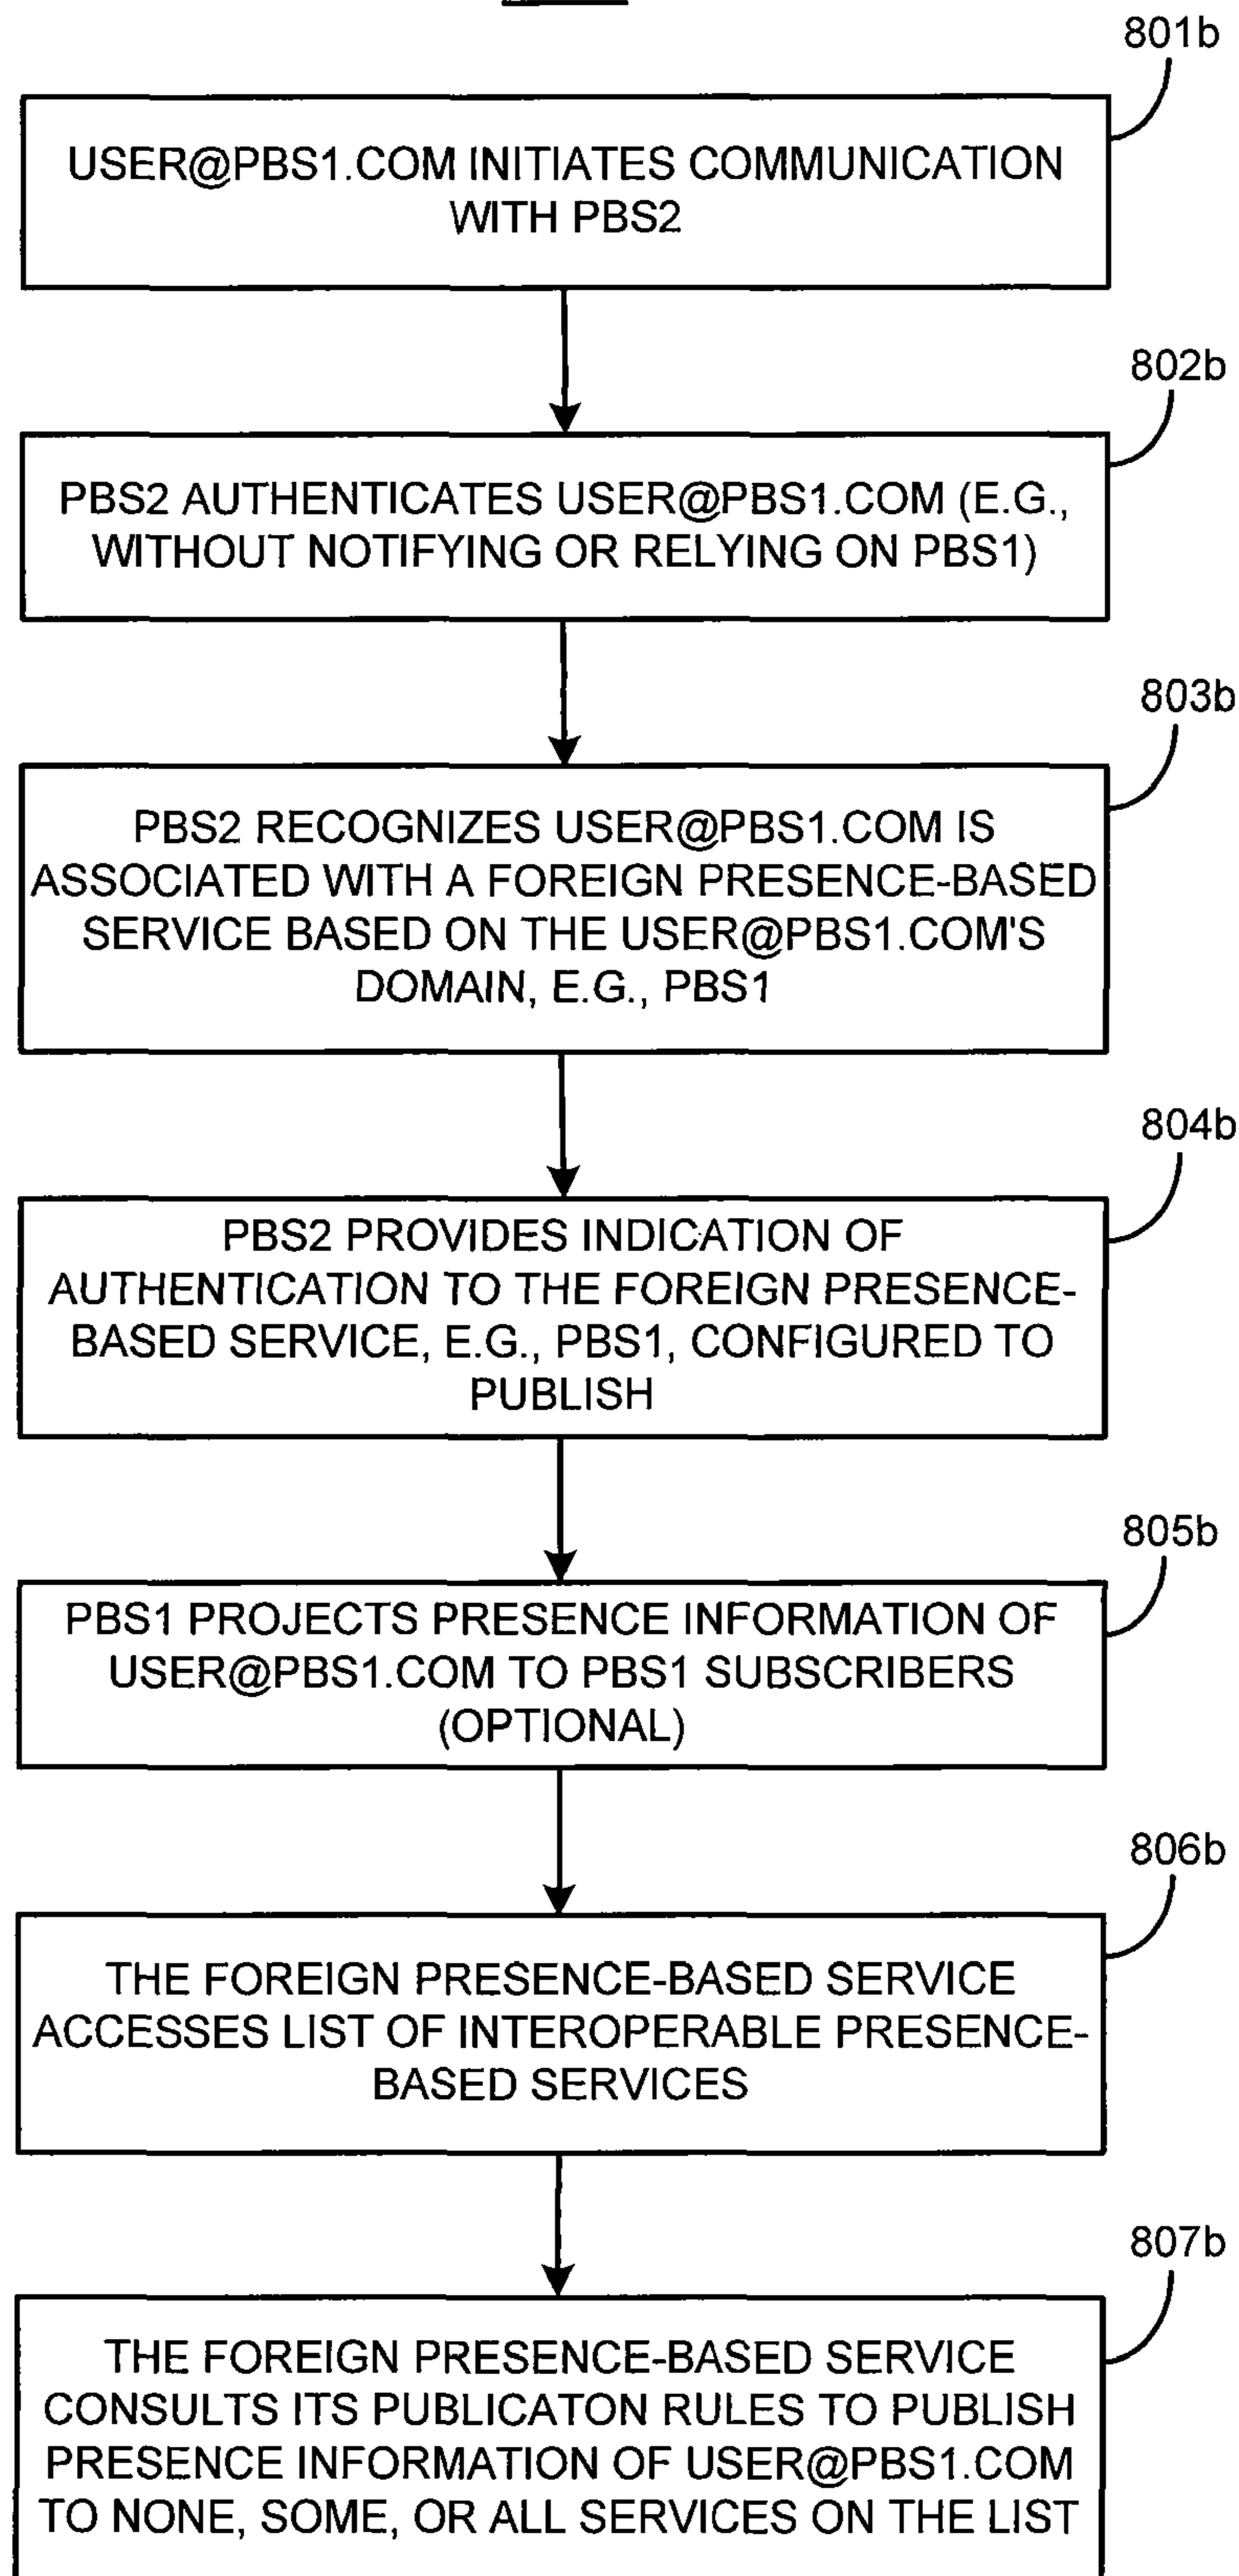 801b
USER@PBS1.COM INITIATES COMMUNICATION
WITH PBS2
802b
PBS2 AUTHENTICATES USER@PBS1.COM (E.G.,
WITHOUT NOTIFYING OR RELYING ON PBS1)
803b
PBS2 RECOGNIZES USER@PBS1.COM IS
ASSOCIATED WITH A FOREIGN PRESENCE-BASED
SERVICE BASED ON THE USER@PBS1.COM'S
DOMAIN, E.G., PBS1
804b
PBS2 PROVIDES INDICATION OF
AUTHENTICATION TO THE FOREIGN PRESENCE-
BASED SERVICE, E.G., PBS1, CONFIGURED TO
PUBLISH
805b
PBS1 PROJECTS PRESENCE INFORMATION OF
USER@PBS1.COM TO PBS1 SUBSCRIBERS
(OPTIONAL)
806b
THE FOREIGN PRESENCE-BASED SERVICE
ACCESSES LIST OF INTEROPERABLE PRESENCE-
BASED SERVICES
807b
THE FOREIGN PRESENCE-BASED SERVICE
CONSULTS ITS PUBLICATON RULES TO PUBLISH
PRESENCE INFORMATION OF USER@PBS1.COM
TO NONE, SOME, OR ALL SERVICES ON THE LIST